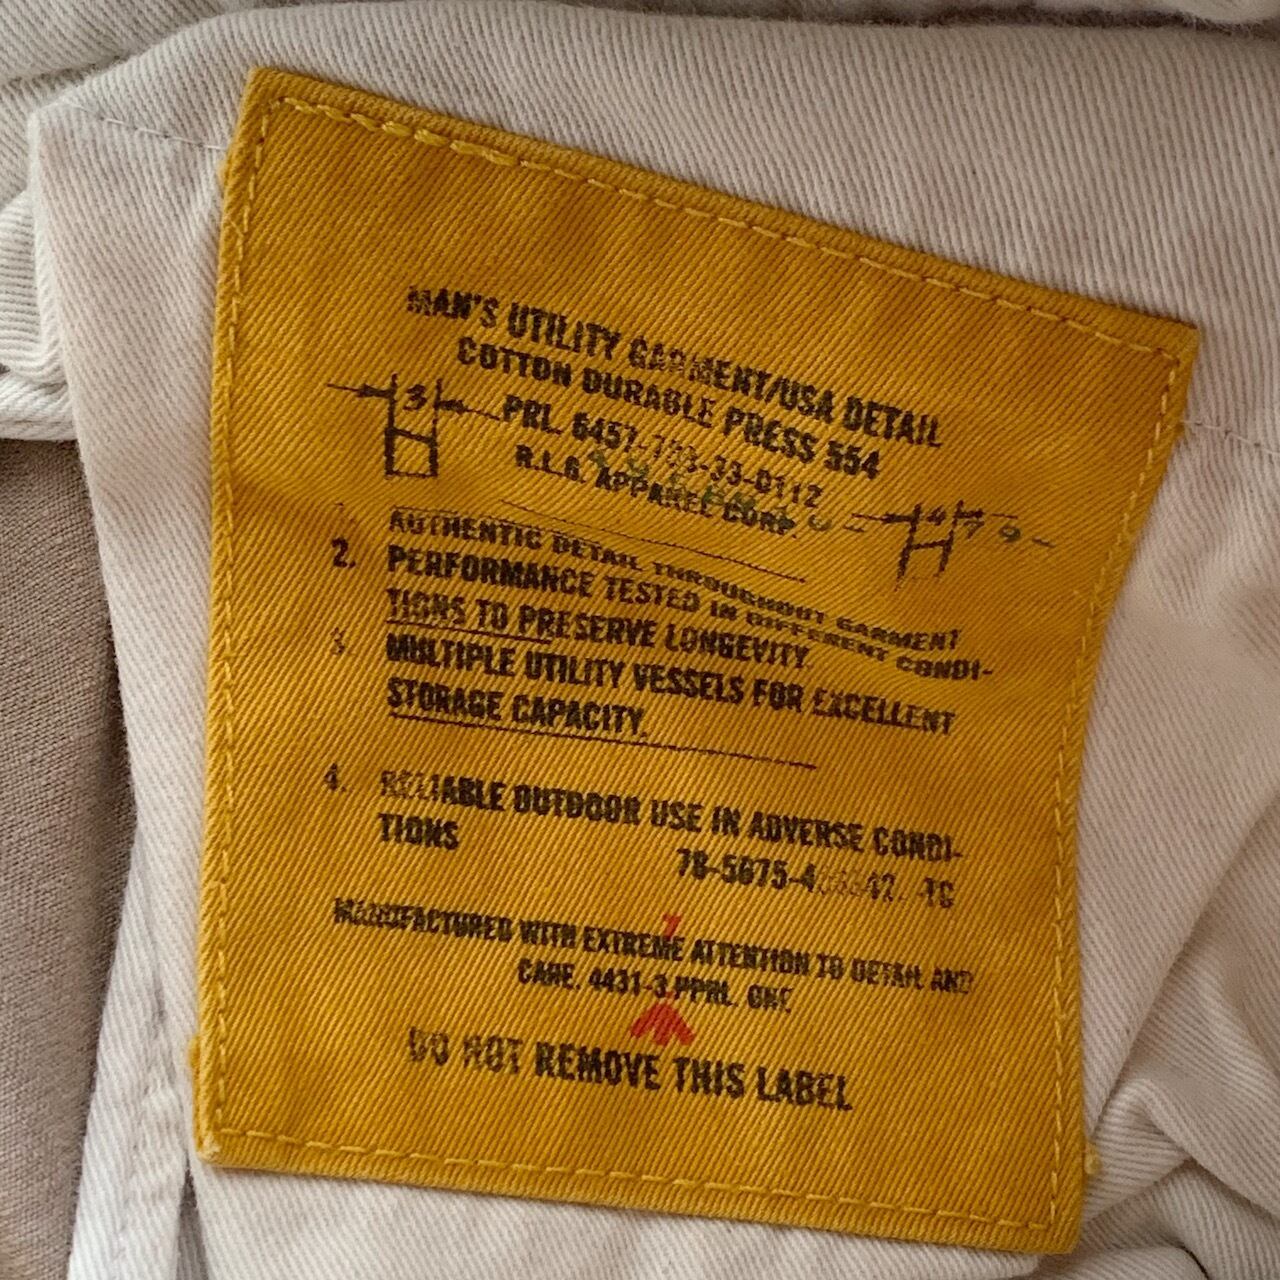 MAN'S UTILITY GARMENT/USA DETAIL
COTTON DURABLE PRESS 554
3
PRL. 6457-783-33-0112
R.L.G. APPAREL CORP.
4 7 9 -
AUTHENTIC DETAIL THROUGHOUT GARMENT
2. PERFORMANCE TESTED IN DIFFERENT CONDI-
TIONS TO PRESERVE LONGEVITY.
3. MULTIPLE UTILITY VESSELS FOR EXCELLENT
STORAGE CAPACITY.
4. RELIABLE OUTDOOR USE IN ADVERSE CONDI-
TIONS
MANUFACTURED WITH EXTREME ATTENTION TO DETAIL AND
CARE. 4431-3 PPRL. ONE
DO NOT REMOVE THIS LABEL